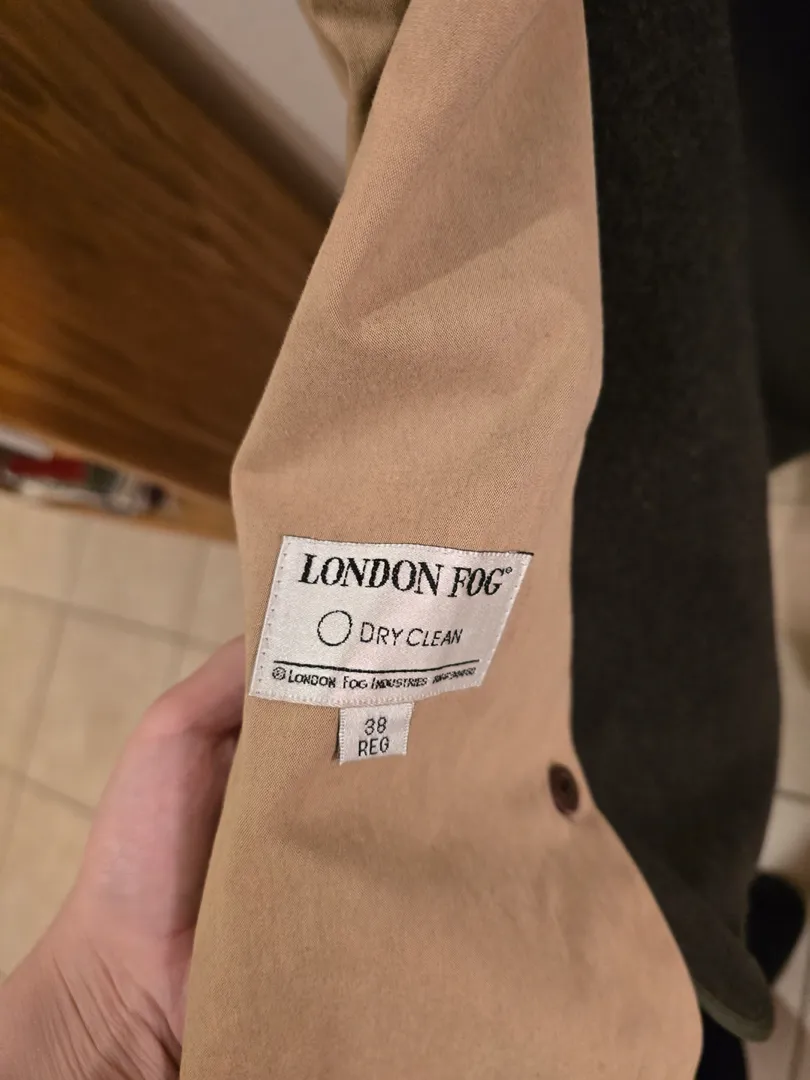 LONDON FOG®
DRY CLEAN
© LONDON FOG INDUSTRIES
38
REG